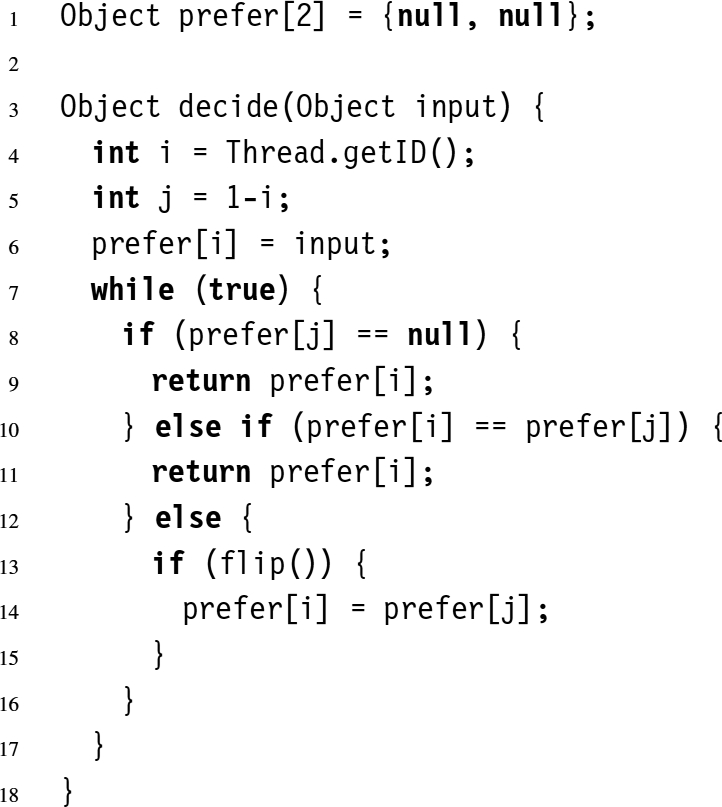 1 Object prefer[2] = {null, null};
2
3 Object decide(Object input) {
4 int i = Thread.getID();
5 int j = 1-i;
6 prefer[i] = input;
7 while (true) {
8 if (prefer[j] == null) {
9 return prefer[i];
10 } else if (prefer[i] == prefer[j]) {
11 return prefer[i];
12 } else {
13 if (flip()) {
14 prefer[i] = prefer[j];
15 }
16 }
17 }
18 }